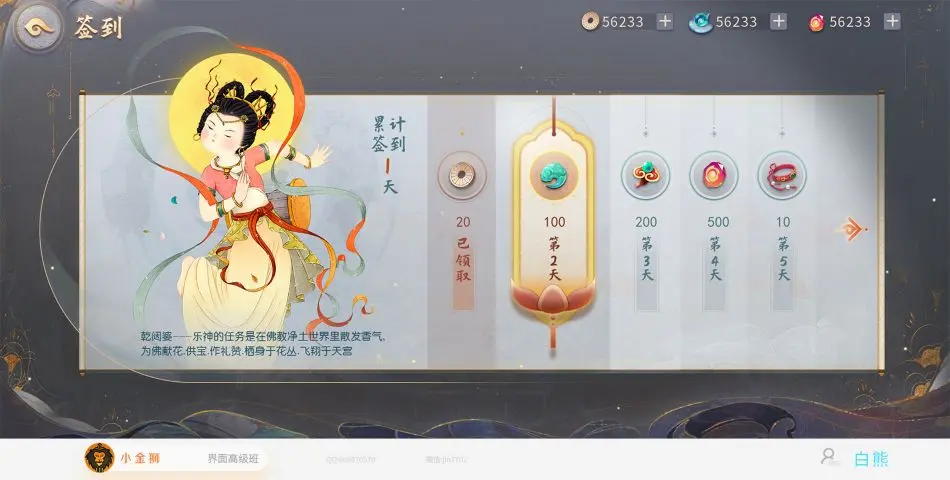 签到
56233
56233
56233
累计
签到
1
天
20
已领取
100
第2天
200
第3天
500
第4天
10
第5天
乾闼婆——乐神的任务是在佛教净土世界里散发香气,
为佛献花.供宝.作礼赞.栖身于花丛.飞翔于天宫
小金狮
界面高级班
白熊